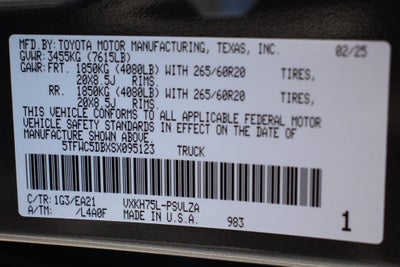 MFD.BY: TOYOTA MOTOR MANUFACTURING, TEXAS, INC. 02/25
GVWR: 3455KG (7615LB)
GAWR: FRT. 1850KG (4080LB) WITH 265/60R20 TIRES,
20X8.5J RIMS
RR. 1850KG (4080LB) WITH 265/60R20 TIRES,
20X8.5J RIMS
THIS VEHICLE CONFORMS TO ALL APPLICABLE FEDERAL MOTOR
VEHICLE SAFETY STANDARDS IN EFFECT ON THE DATE OF
MANUFACTURE SHOWN ABOVE.
5TFWC5DBXSX095123 TRUCK
C/TR: 1G3/EA21 VXKH75L-PSVLZA
A/TM: /L4A0F MADE IN U.S.A. 983 1